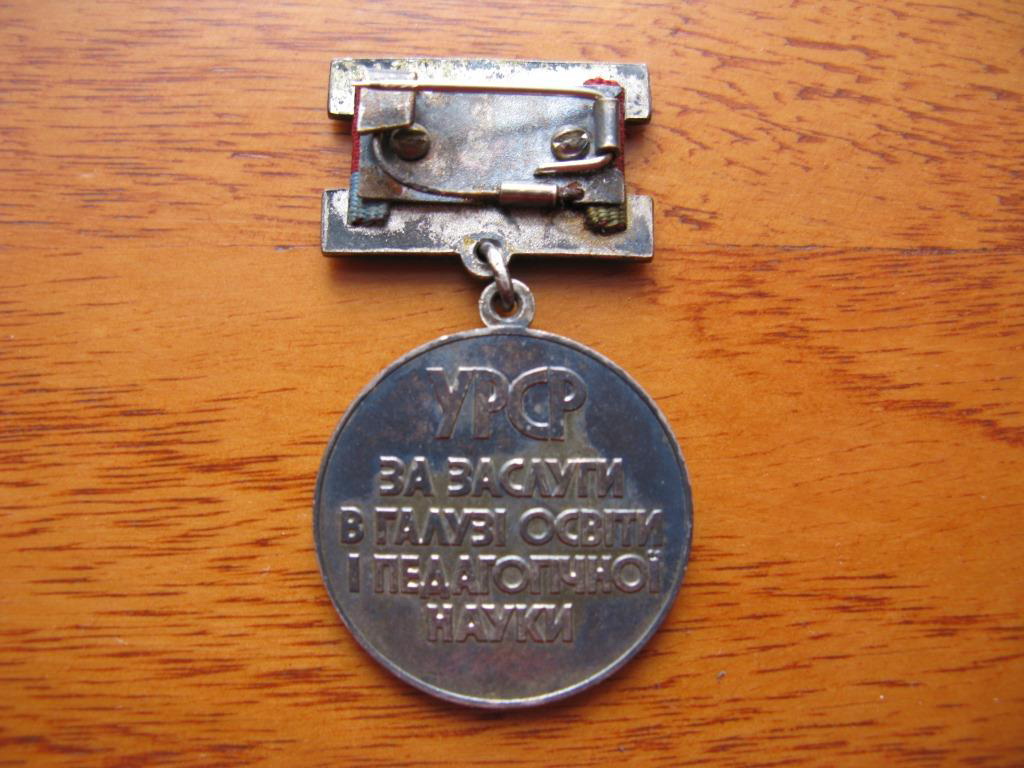 УРСР
ЗА ЗАСЛУГИ
В ГАЛУЗІ ОСВІТИ
І ПЕДАГОГІЧНОЇ
НАУКИ